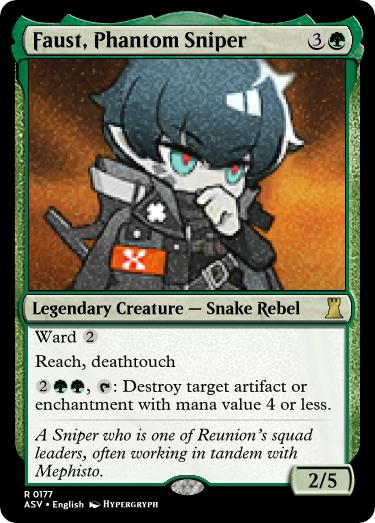 Faust, Phantom Sniper 3
Legendary Creature — Snake Rebel
Ward 2
Reach, deathtouch
2, : Destroy target artifact or
enchantment with mana value 4 or less.
A Sniper who is one of Reunion's squad
leaders, often working in tandem with
Mephisto.
2/5
R 0177
ASV • English HYPERGRYPH